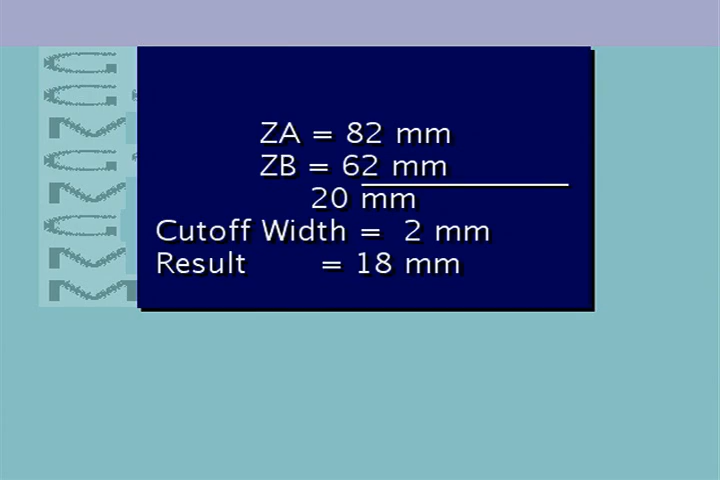 ZA = 82 mm
ZB = 62 mm
20 mm
Cutoff Width = 2 mm
Result = 18 mm